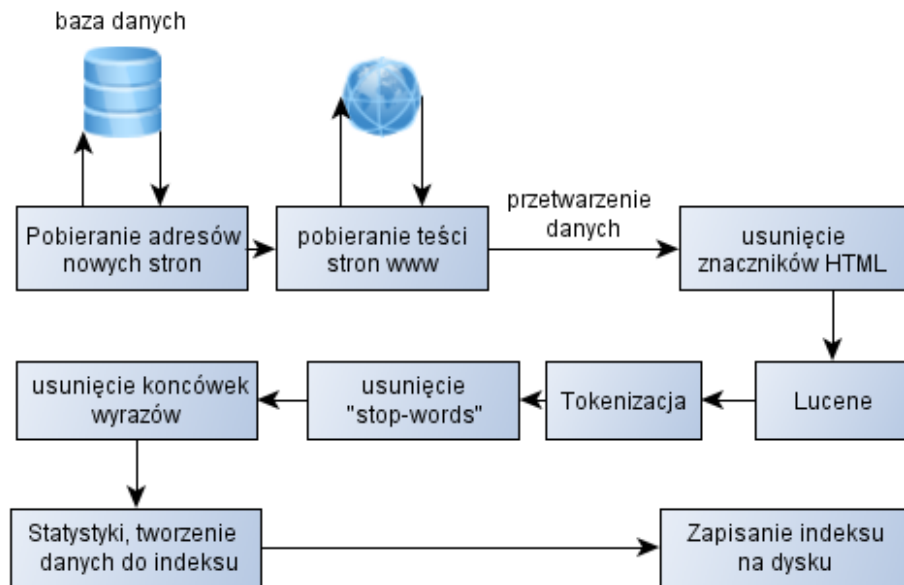 baza danych
Pobieranie adresów
nowych stron
pobieranie teści
stron www
przetwarzenie
danych
usunięcie
znaczników HTML
Lucene
Tokenizacja
usunięcie
"stop-words"
usunięcie koncówek
wyrazów
Statystyki, tworzenie
danych do indeksu
Zapisanie indeksu
na dysku